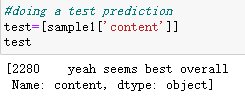 #doing a test prediction
test=[sample1['content']]
test
[2280    yeah seems best overall
 Name: content, dtype: object]